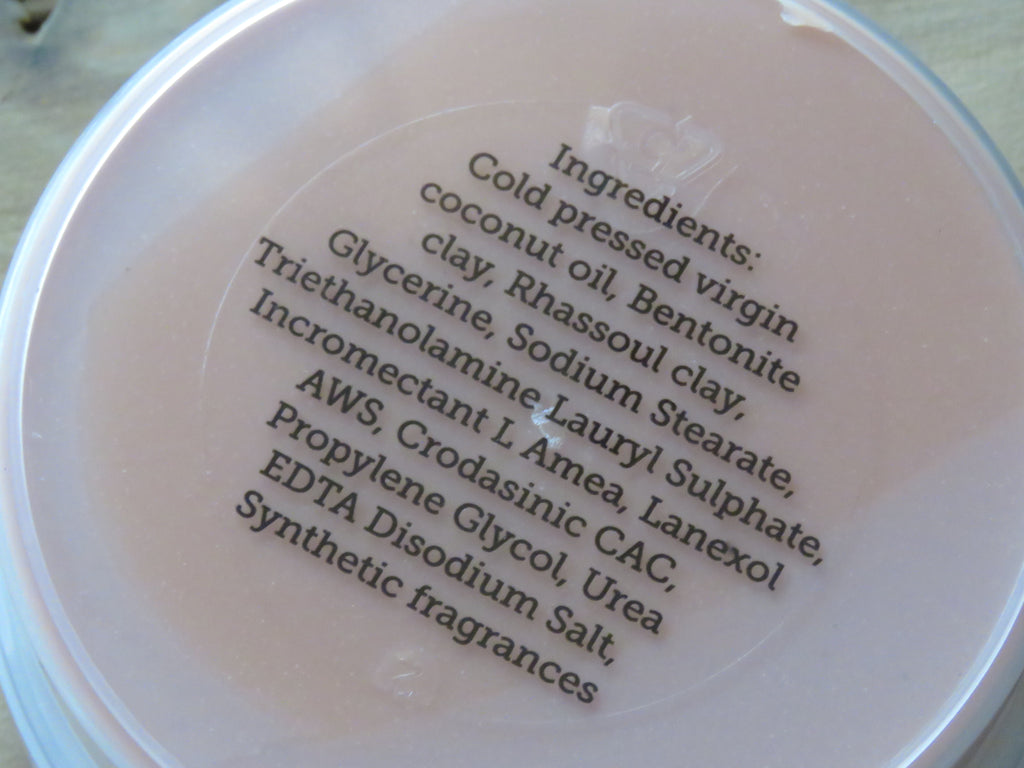 Ingredients:
Cold pressed virgin
coconut oil, Bentonite
clay, Rhassoul clay,
Glycerine, Sodium Stearate,
Triethanolamine Lauryl Sulphate,
Incromectant L Amea, Lanexol
AWS, Crodasinic CAC,
Propylene Glycol, Urea
EDTA Disodium Salt,
Synthetic fragrances